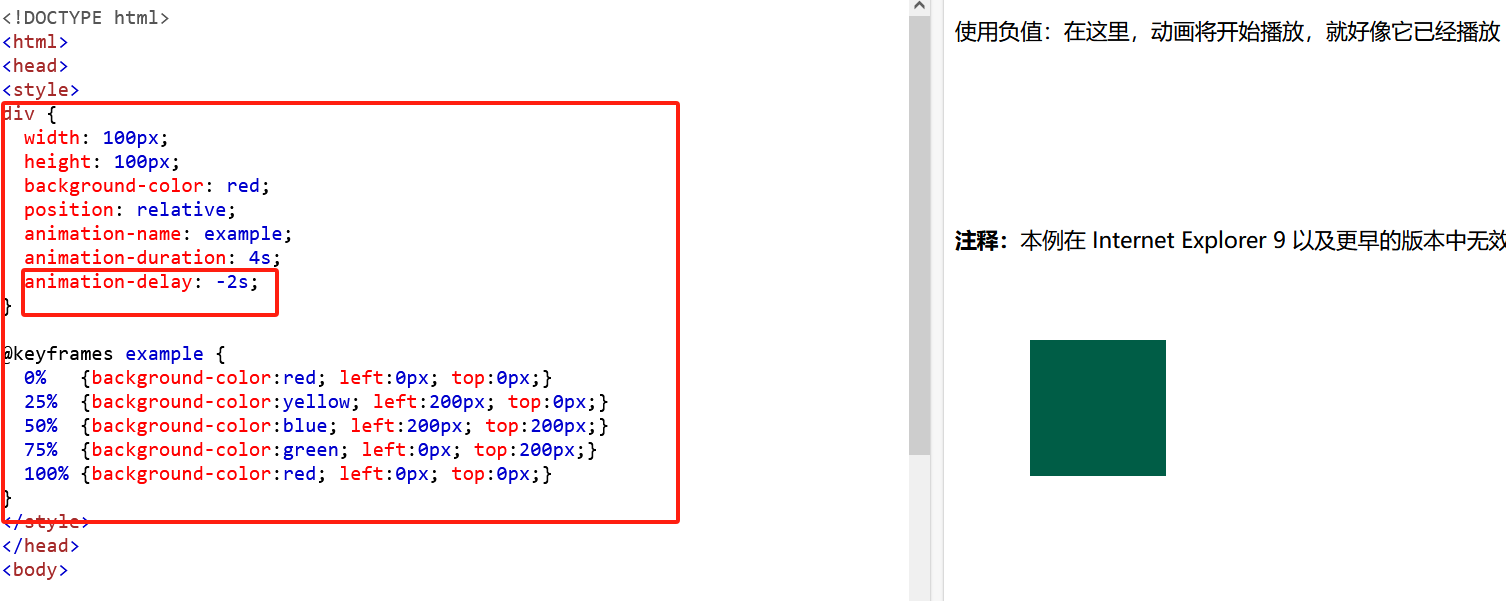 <!DOCTYPE html>
<html>
<head>
<style>
div {
  width: 100px;
  height: 100px;
  background-color: red;
  position: relative;
  animation-name: example;
  animation-duration: 4s;
  animation-delay: -2s;
}
@keyframes example {
  0%   {background-color:red; left:0px; top:0px;}
  25%  {background-color:yellow; left:200px; top:0px;}
  50%  {background-color:blue; left:200px; top:200px;}
  75%  {background-color:green; left:0px; top:200px;}
  100% {background-color:red; left:0px; top:0px;}
}
</style>
</head>
<body>
使用负值：在这里，动画将开始播放，就好像它已经播放
注释：本例在 Internet Explorer 9 以及更早的版本中无效